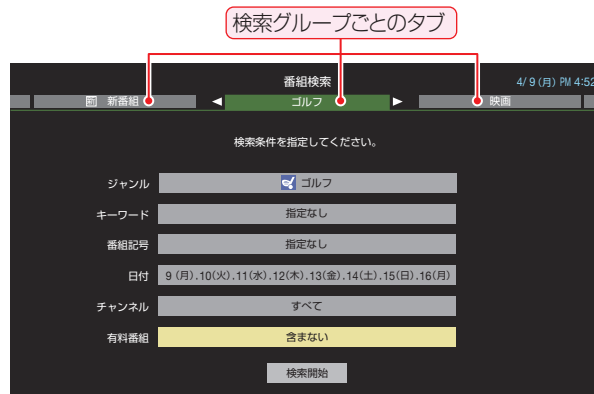 検索グループごとのタブ
番組検索 4/ 9 (月) PM 4:52
新 新番組 ◀ ゴルフ ▶ 映画
検索条件を指定してください。
ジャンル ゴルフ
キーワード 指定なし
番組記号 指定なし
日付 9 (月).10(火).11(水).12(木).13(金).14(土).15(日).16(月)
チャンネル すべて
有料番組 含まない
検索開始